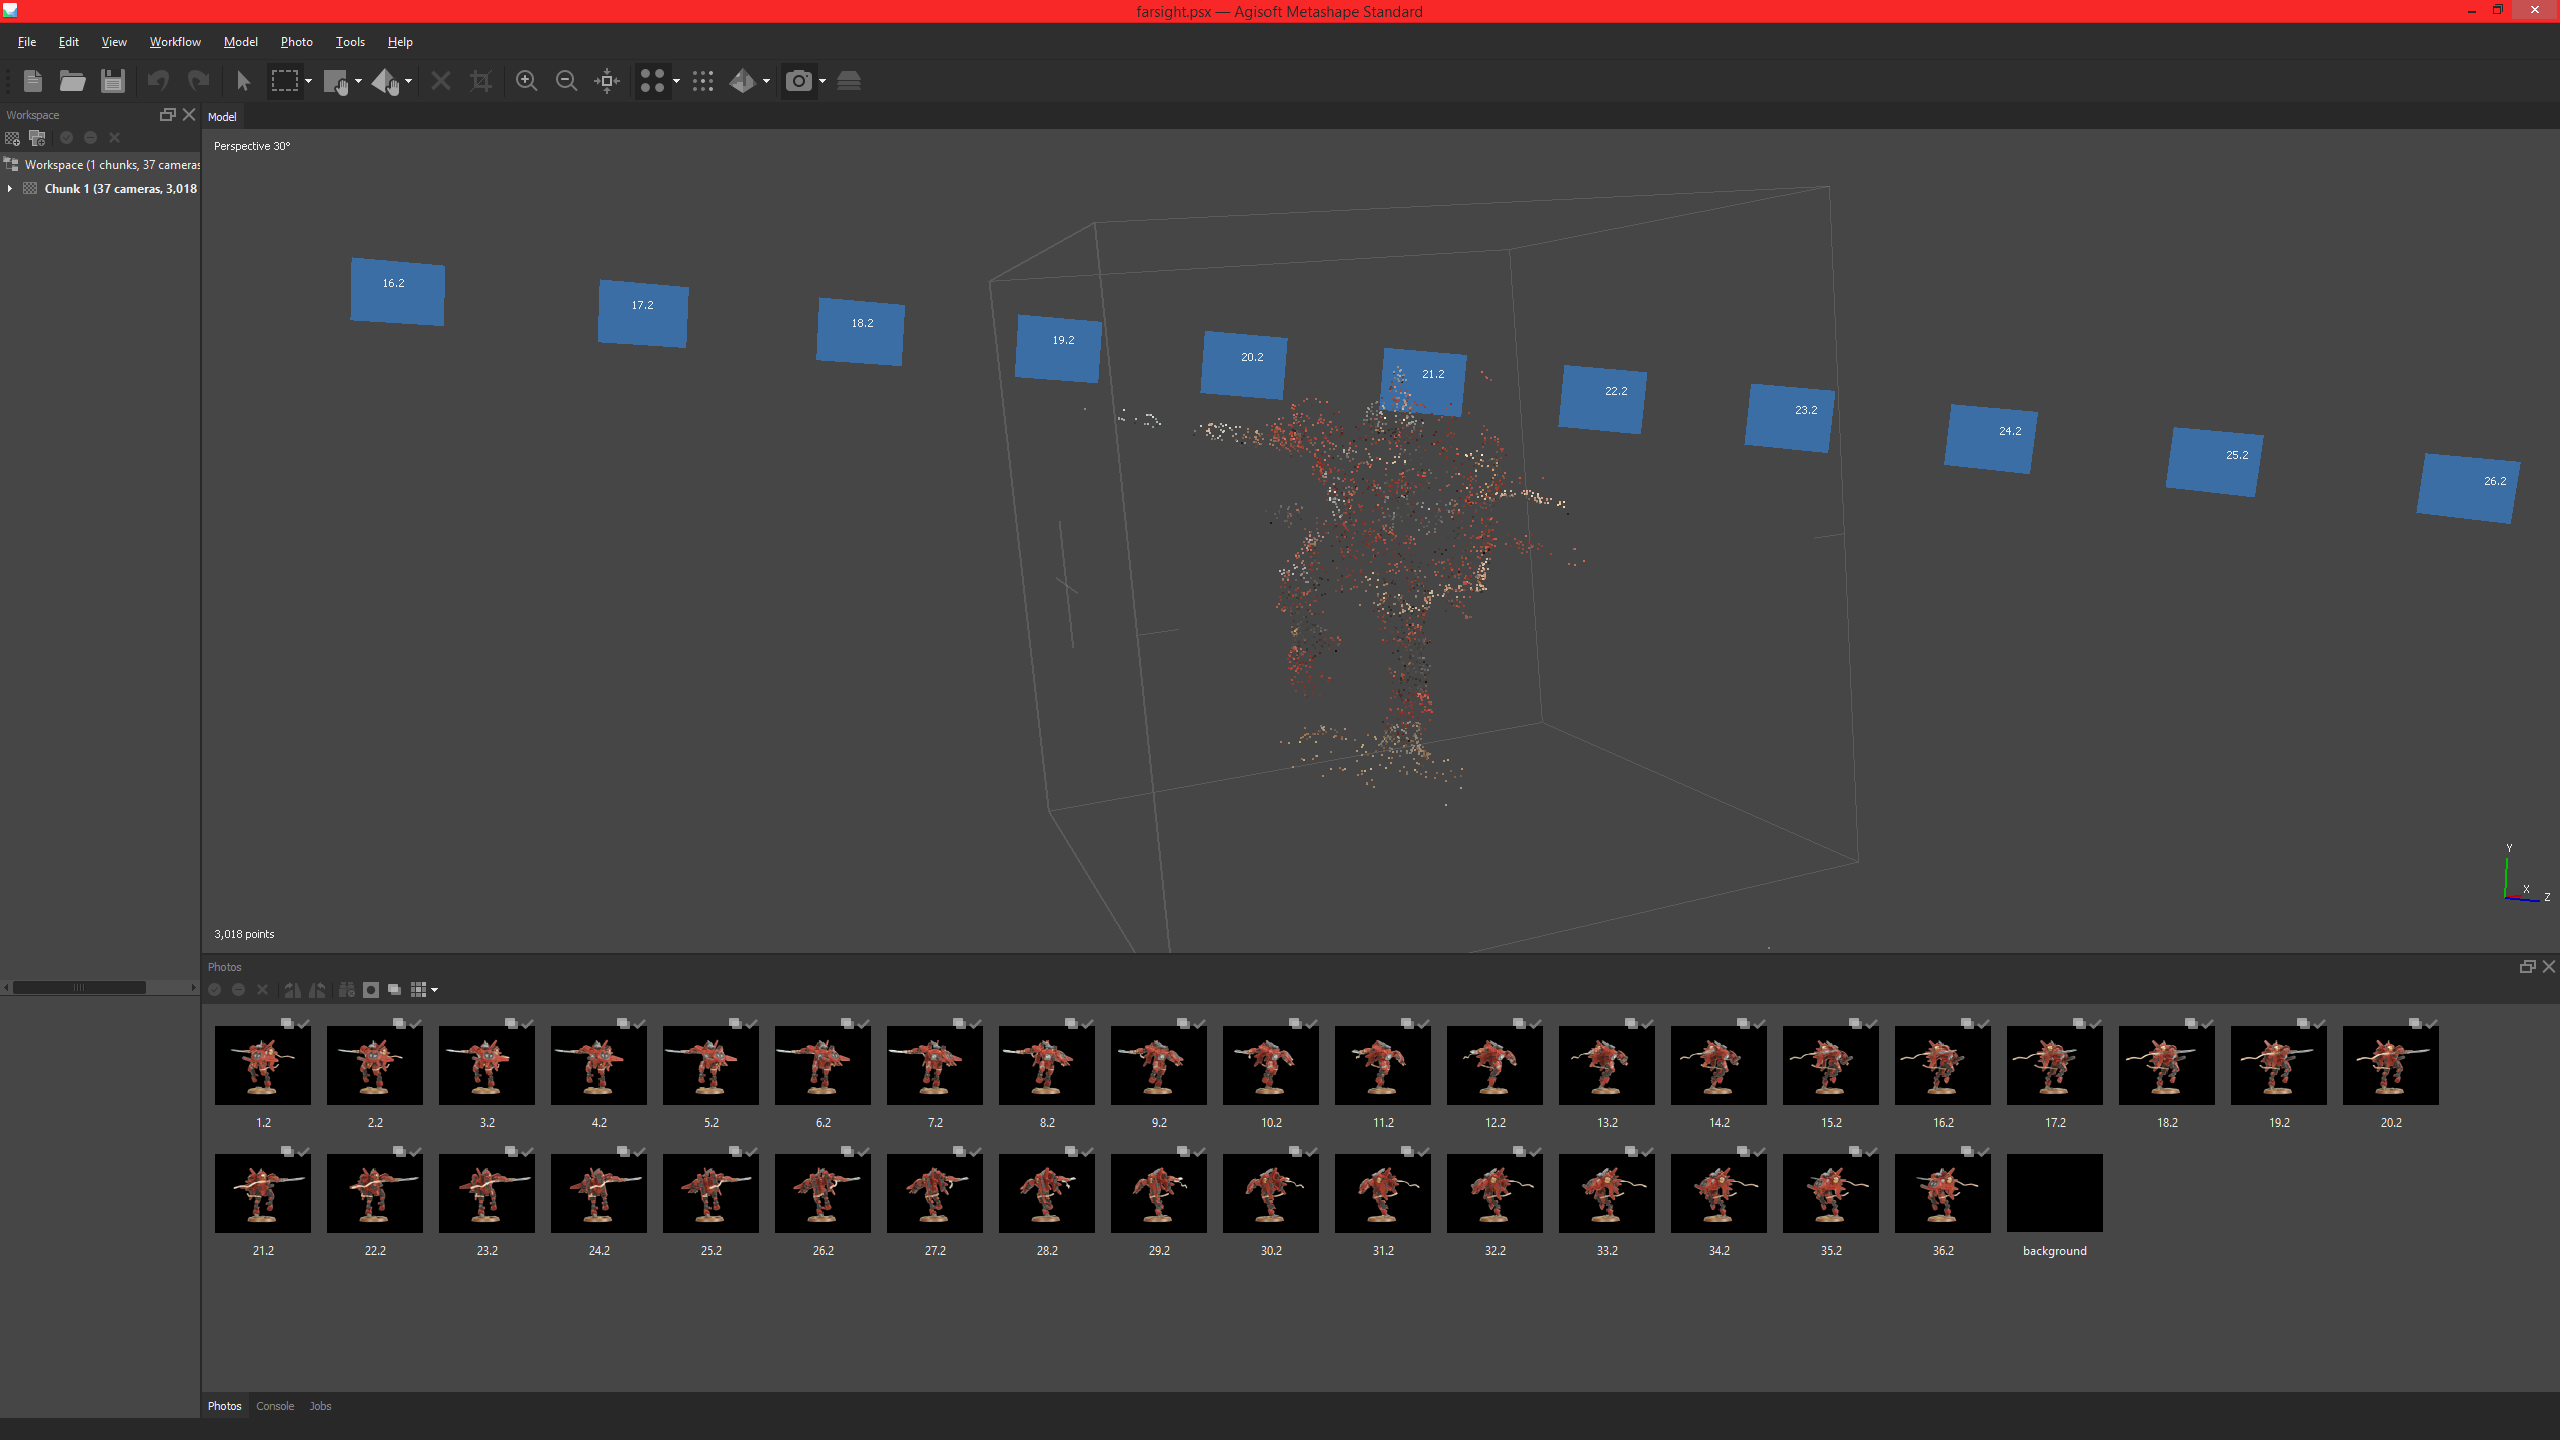 farsight.psx — Agisoft Metashape Standard
File Edit View Workflow Model Photo Tools Help
Workspace
Workspace (1 chunks, 37 cameras
Chunk 1 (37 cameras, 3,018
Model
Perspective 30°
16.2
17.2
18.2
19.2
20.2
21.2
22.2
23.2
24.2
25.2
26.2
Y
X
Z
3,018 points
Photos
1.2 2.2 3.2 4.2 5.2 6.2 7.2 8.2 9.2 10.2 11.2 12.2 13.2 14.2 15.2 16.2 17.2 18.2 19.2 20.2
21.2 22.2 23.2 24.2 25.2 26.2 27.2 28.2 29.2 30.2 31.2 32.2 33.2 34.2 35.2 36.2 background
Photos Console Jobs